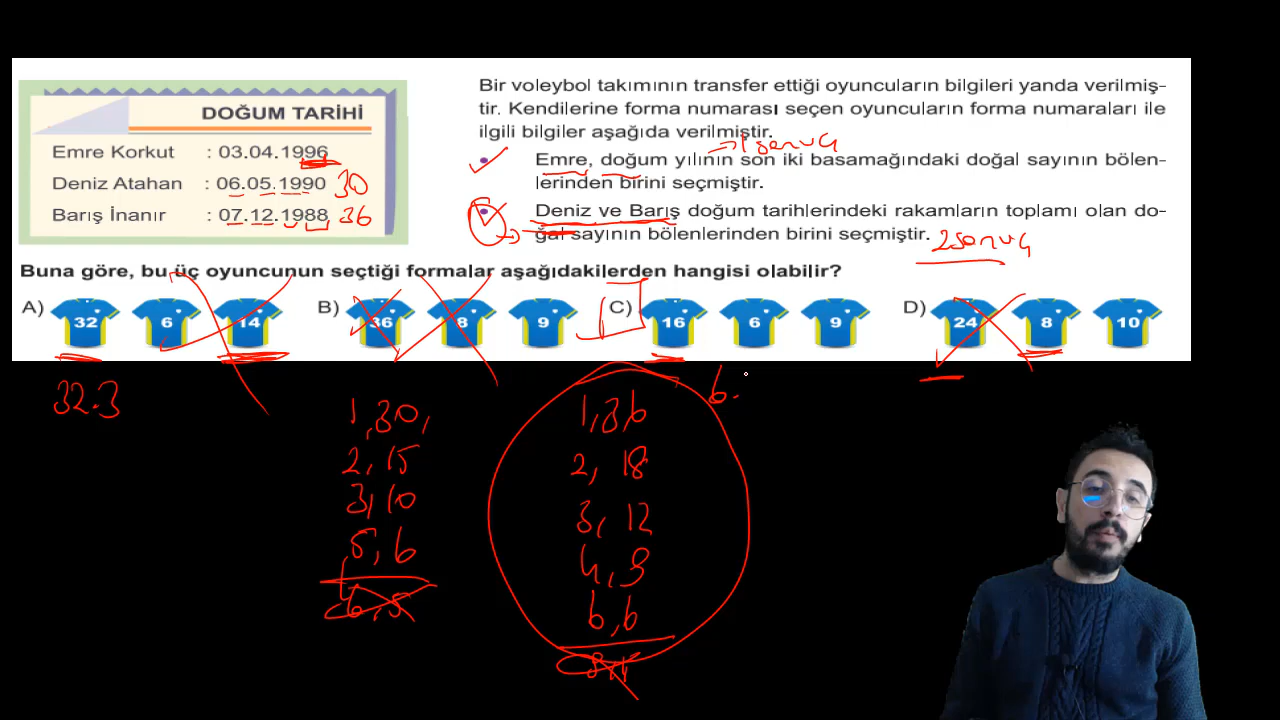 DOĞUM TARİHİ
Emre Korkut : 03.04.1996
Deniz Atahan : 06.05.1990 30
Barış İnanır : 07.12.1988 36
Bir voleybol takımının transfer ettiği oyuncuların bilgileri yanda verilmiş-
tir. Kendilerine forma numarası seçen oyuncuların forma numaraları ile
ilgili bilgiler aşağıda verilmiştir.
1 sonuç
Emre, doğum yılının son iki basamağındaki doğal sayının bölen-
lerinden birini seçmiştir.
Deniz ve Barış doğum tarihlerindeki rakamların toplamı olan do-
ğal sayının bölenlerinden birini seçmiştir.
2 sonuç
Buna göre, bu üç oyuncunun seçtiği formalar aşağıdakilerden hangisi olabilir?
A) 32 6 14 B) 36 8 9 C) 16 6 9 D) 24 8 10
32.3
1,30,
2,15
3,10
5,6
6,5
1,36
2,18
3,12
4,9
6,6
6.